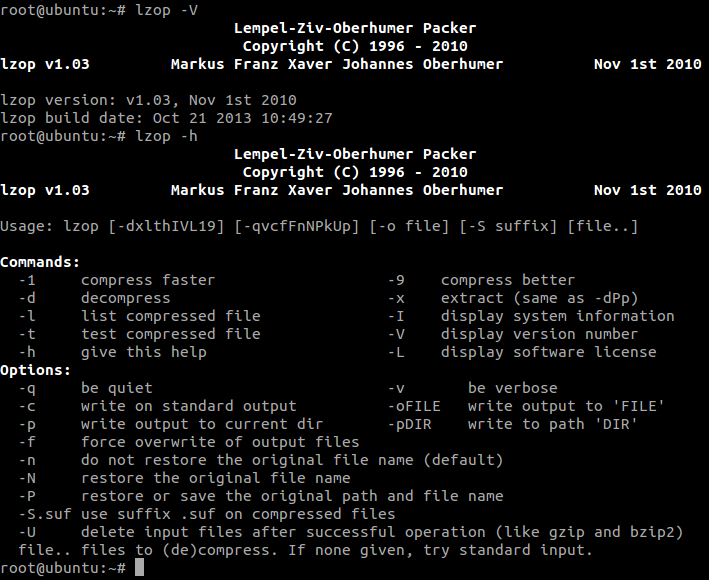 root@ubuntu:~# lzop -V
                          Lempel-Ziv-Oberhumer Packer
                           Copyright (C) 1996 - 2010
lzop v1.03         Markus Franz Xaver Johannes Oberhumer          Nov 1st 2010

lzop version: v1.03, Nov 1st 2010
lzop build date: Oct 21 2013 10:49:27
root@ubuntu:~# lzop -h
                          Lempel-Ziv-Oberhumer Packer
                           Copyright (C) 1996 - 2010
lzop v1.03         Markus Franz Xaver Johannes Oberhumer          Nov 1st 2010

Usage: lzop [-dxlthIVL19] [-qvcfFnNPkUp] [-o file] [-S suffix] [file..]

Commands:
  -1     compress faster                   -9    compress better
  -d     decompress                        -x    extract (same as -dPp)
  -l     list compressed file              -I    display system information
  -t     test compressed file              -V    display version number
  -h     give this help                    -L    display software license
Options:
  -q     be quiet                          -v       be verbose
  -c     write on standard output          -oFILE   write output to 'FILE'
  -p     write output to current dir       -pDIR    write to path 'DIR'
  -f     force overwrite of output files
  -n     do not restore the original file name (default)
  -N     restore the original file name
  -P     restore or save the original path and file name
  -S.suf use suffix .suf on compressed files
  -U     delete input files after successful operation (like gzip and bzip2)
  file.. files to (de)compress. If none given, try standard input.
root@ubuntu:~#